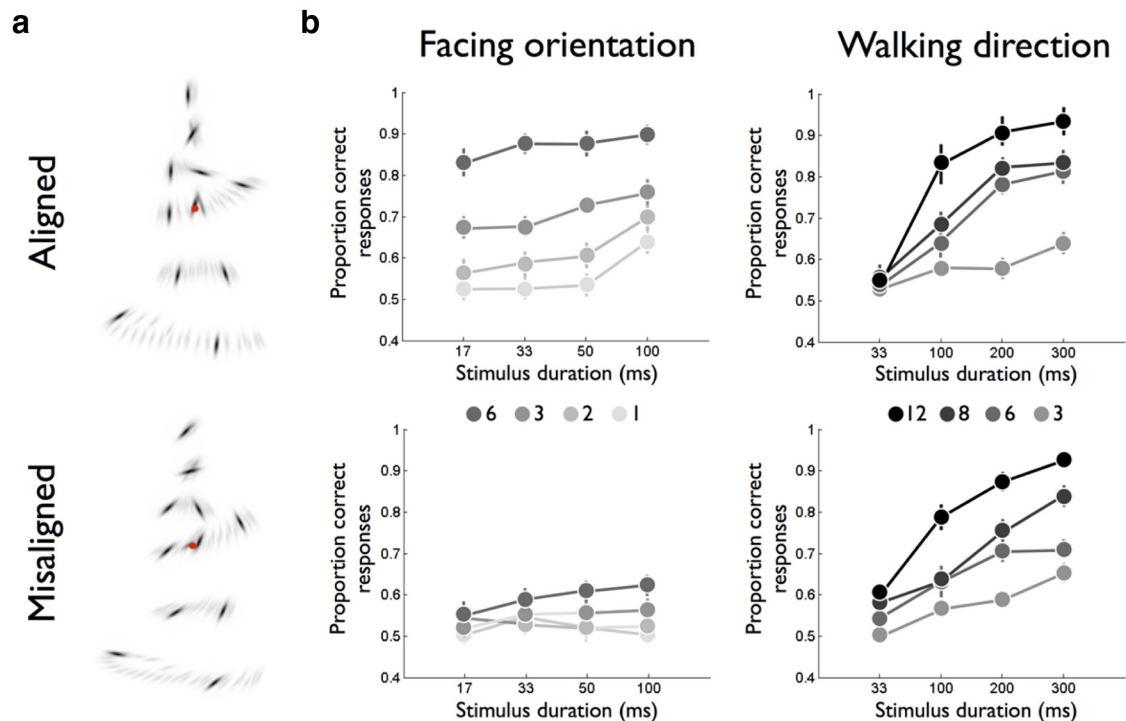 a
b
Facing orientation
Walking direction
Aligned
Proportion correct
responses
1
0.9
0.8
0.7
0.6
0.5
0.4
17
33
50
100
Stimulus duration (ms)
Proportion correct
responses
1
0.9
0.8
0.7
0.6
0.5
0.4
33
100
200
300
Stimulus duration (ms)
6 3 2 1
12 8 6 3
Misaligned
Proportion correct
responses
1
0.9
0.8
0.7
0.6
0.5
0.4
17
33
50
100
Stimulus duration (ms)
Proportion correct
responses
1
0.9
0.8
0.7
0.6
0.5
0.4
33
100
200
300
Stimulus duration (ms)